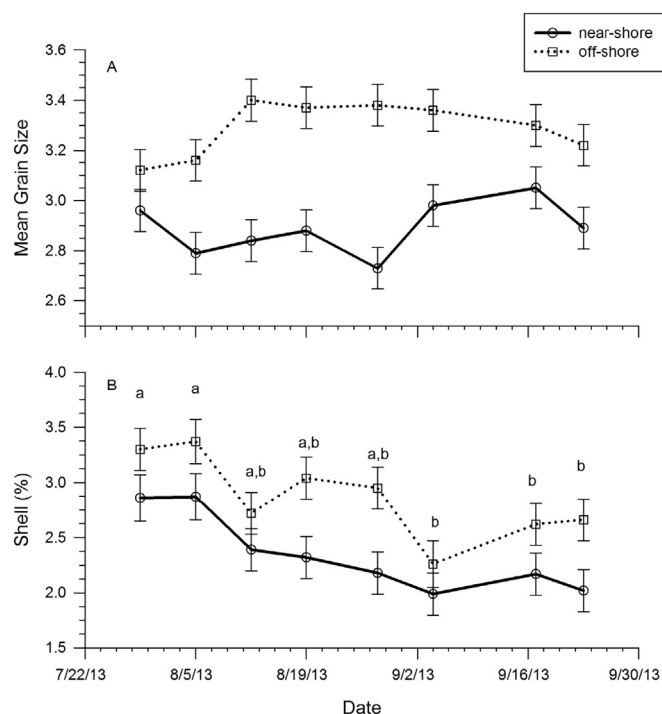 near-shore
off-shore
A
3.6
3.4
3.2
3.0
2.8
2.6
Mean Grain Size
B
4.0
3.5
3.0
2.5
2.0
1.5
Shell (%)
a a a,b a,b a,b b b b
7/22/13 8/5/13 8/19/13 9/2/13 9/16/13 9/30/13
Date